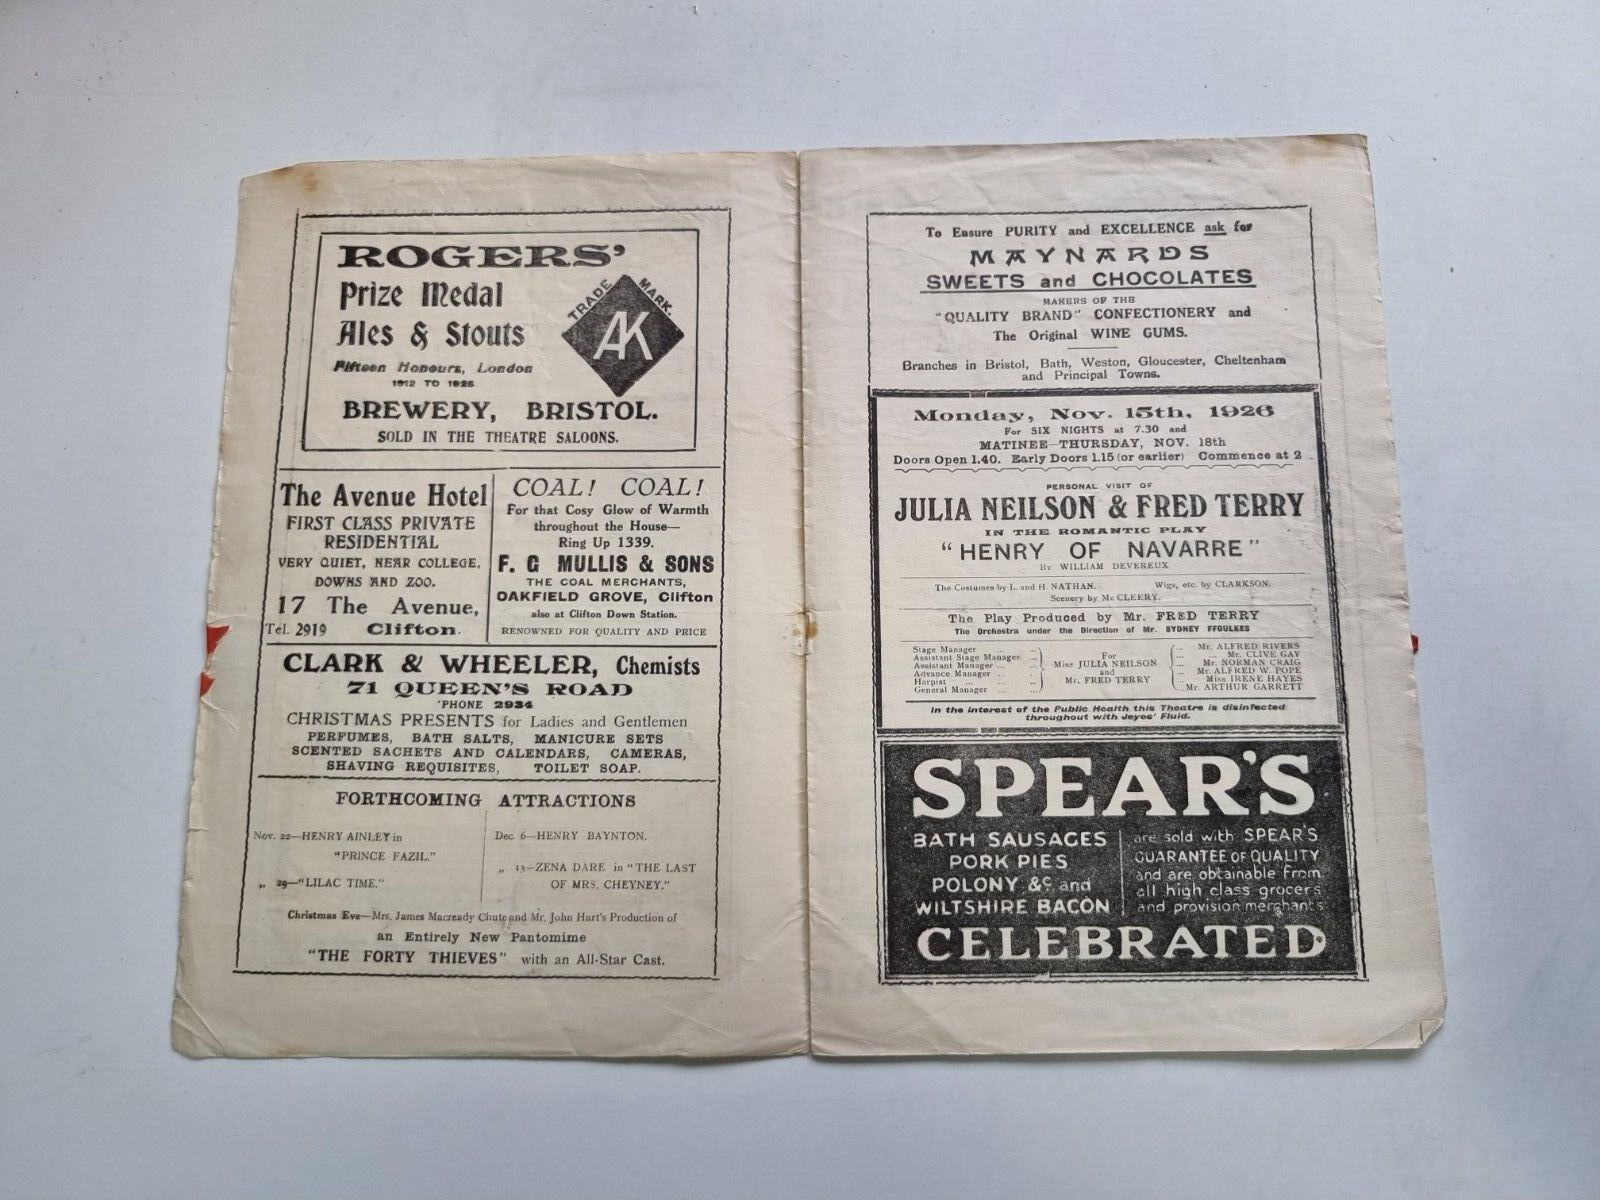 ROGERS'
Prize Medal
Ales & Stouts
TRADE MARK.
AK
Fifteen Honours, London
1912 TO 1925
BREWERY, BRISTOL.
SOLD IN THE THEATRE SALOONS.
The Avenue Hotel
FIRST CLASS PRIVATE
RESIDENTIAL
VERY QUIET, NEAR COLLEGE,
DOWNS AND ZOO.
17 The Avenue,
Tel. 2919 Clifton.
COAL! COAL!
For that Cosy Glow of Warmth
throughout the House—
Ring Up 1339.
F. G MULLIS & SONS
THE COAL MERCHANTS,
OAKFIELD GROVE, Clifton
also at Clifton Down Station.
RENOWNED FOR QUALITY AND PRICE
CLARK & WHEELER, Chemists
71 QUEEN'S ROAD
'PHONE 2934
CHRISTMAS PRESENTS for Ladies and Gentlemen
PERFUMES, BATH SALTS, MANICURE SETS
SCENTED SACHETS AND CALENDARS, CAMERAS,
SHAVING REQUISITES, TOILET SOAP.
FORTHCOMING ATTRACTIONS
Nov. 22—HENRY AINLEY in
"PRINCE FAZIL."
„ 29—"LILAC TIME."
Dec. 6—HENRY BAYNTON.
„ 13—ZENA DARE in "THE LAST
OF MRS. CHEYNEY."
Christmas Eve—Mrs. James Macready Chute and Mr. John Hart's Production of
an Entirely New Pantomime
"THE FORTY THIEVES" with an All-Star Cast.
To Ensure PURITY and EXCELLENCE ask for
MAYNARDS
SWEETS and CHOCOLATES
MAKERS OF THE
"QUALITY BRAND" CONFECTIONERY and
The Original WINE GUMS.
Branches in Bristol, Bath, Weston, Gloucester, Cheltenham
and Principal Towns.
Monday, Nov. 15th, 1926
For SIX NIGHTS at 7.30 and
MATINEE—THURSDAY, NOV. 18th
Doors Open 1.40. Early Doors 1.15 (or earlier) Commence at 2
PERSONAL VISIT OF
JULIA NEILSON & FRED TERRY
IN THE ROMANTIC PLAY
"HENRY OF NAVARRE"
By WILLIAM DEVEREUX
The Costumes by L. and H. NATHAN. Wigs, etc. by CLARKSON.
Scenery by McCLEERY.
The Play Produced by Mr. FRED TERRY
The Orchestra under the Direction of Mr. SYDNEY FFOULKES
Stage Manager ... ... Mr. ALFRED RIVERS
Assistant Stage Manager ... For ... Mr. CLIVE GAY
Assistant Manager ... ... Miss JULIA NEILSON ... Mr. NORMAN CRAIG
Advance Manager ... ... and ... Mr. ALFRED W. POPE
Harpist ... ... Mr. FRED TERRY ... Miss IRENE HAYES
General Manager ... ... Mr. ARTHUR GARRETT
In the interest of the Public Health this Theatre is disinfected
throughout with Jeyes' Fluid.
SPEAR'S
BATH SAUSAGES
PORK PIES
POLONY &c. and
WILTSHIRE BACON
are sold with SPEAR'S
GUARANTEE OF QUALITY
and are obtainable from
all high class grocers
and provision merchants
CELEBRATED.